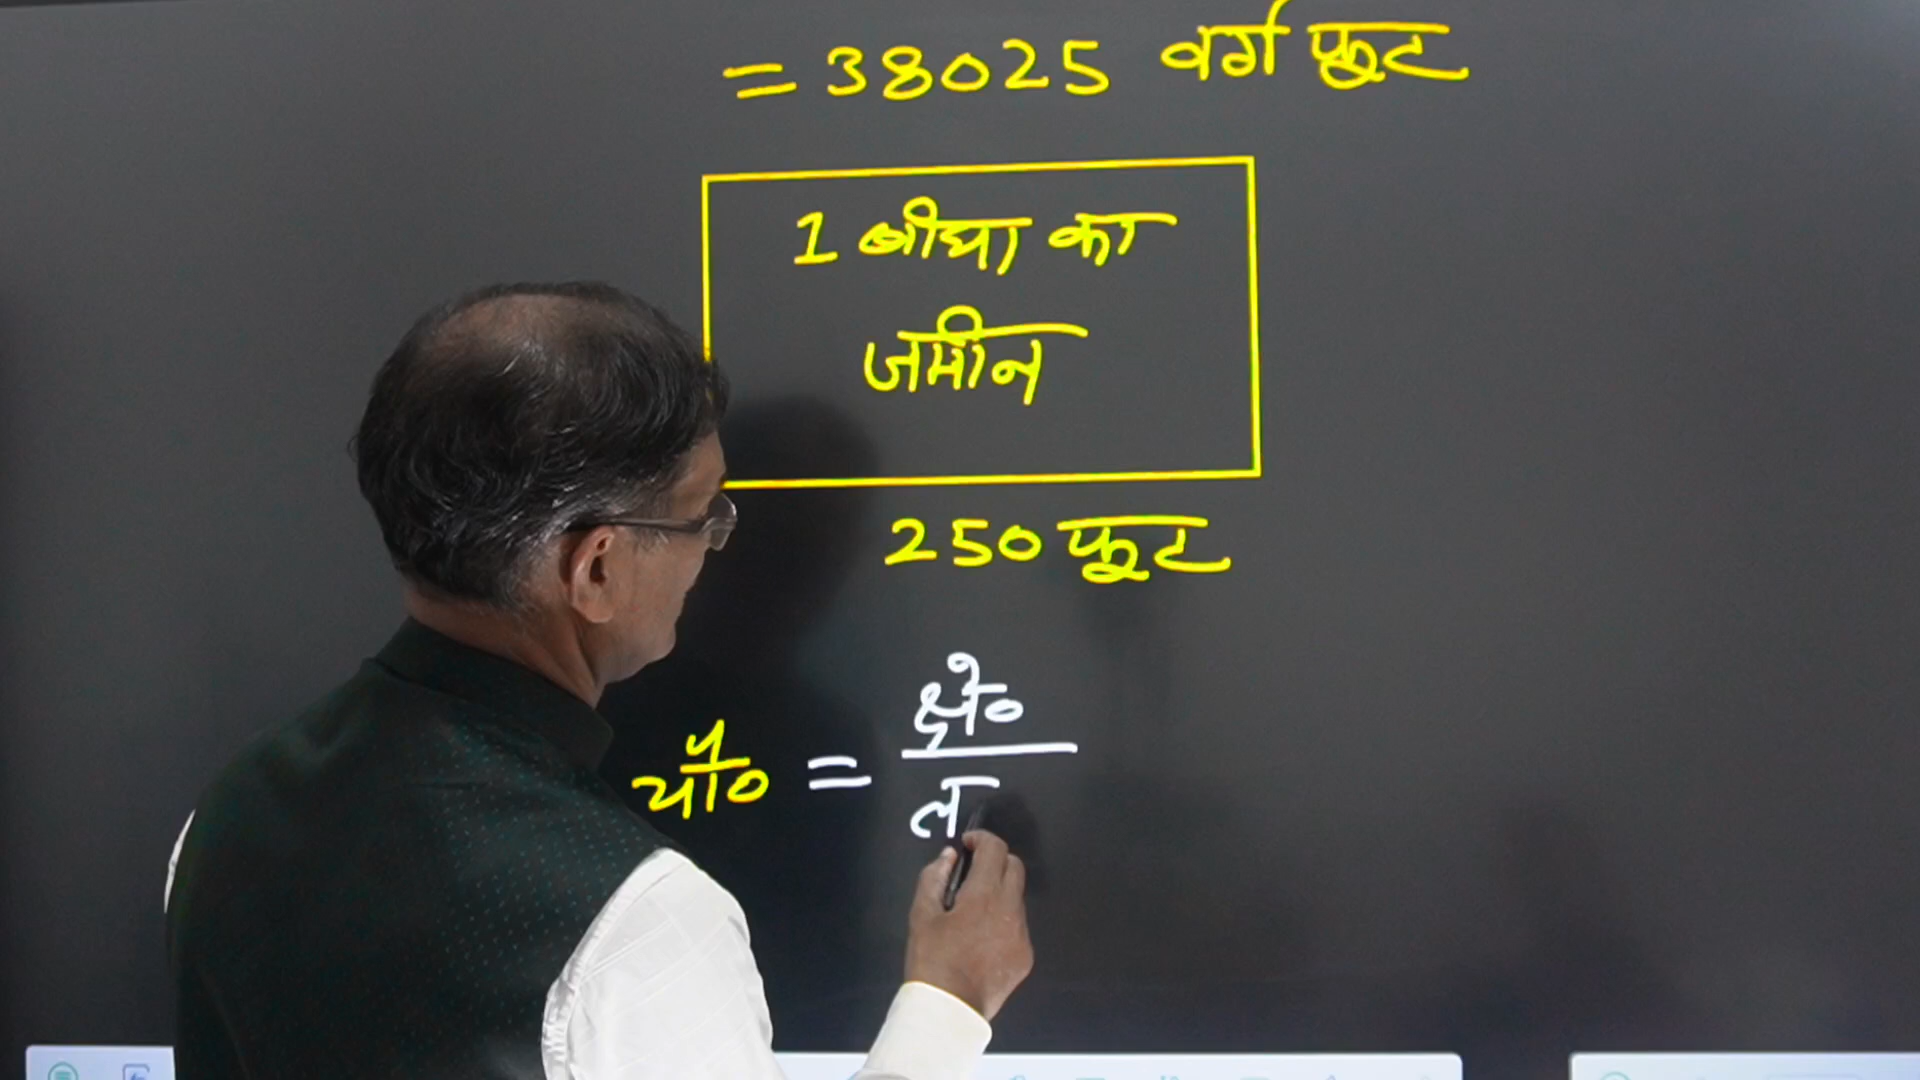 = 38025 वर्ग फूट
1 बीघा का
जमीन
250 फूट
चौ० = क्षे०
ल